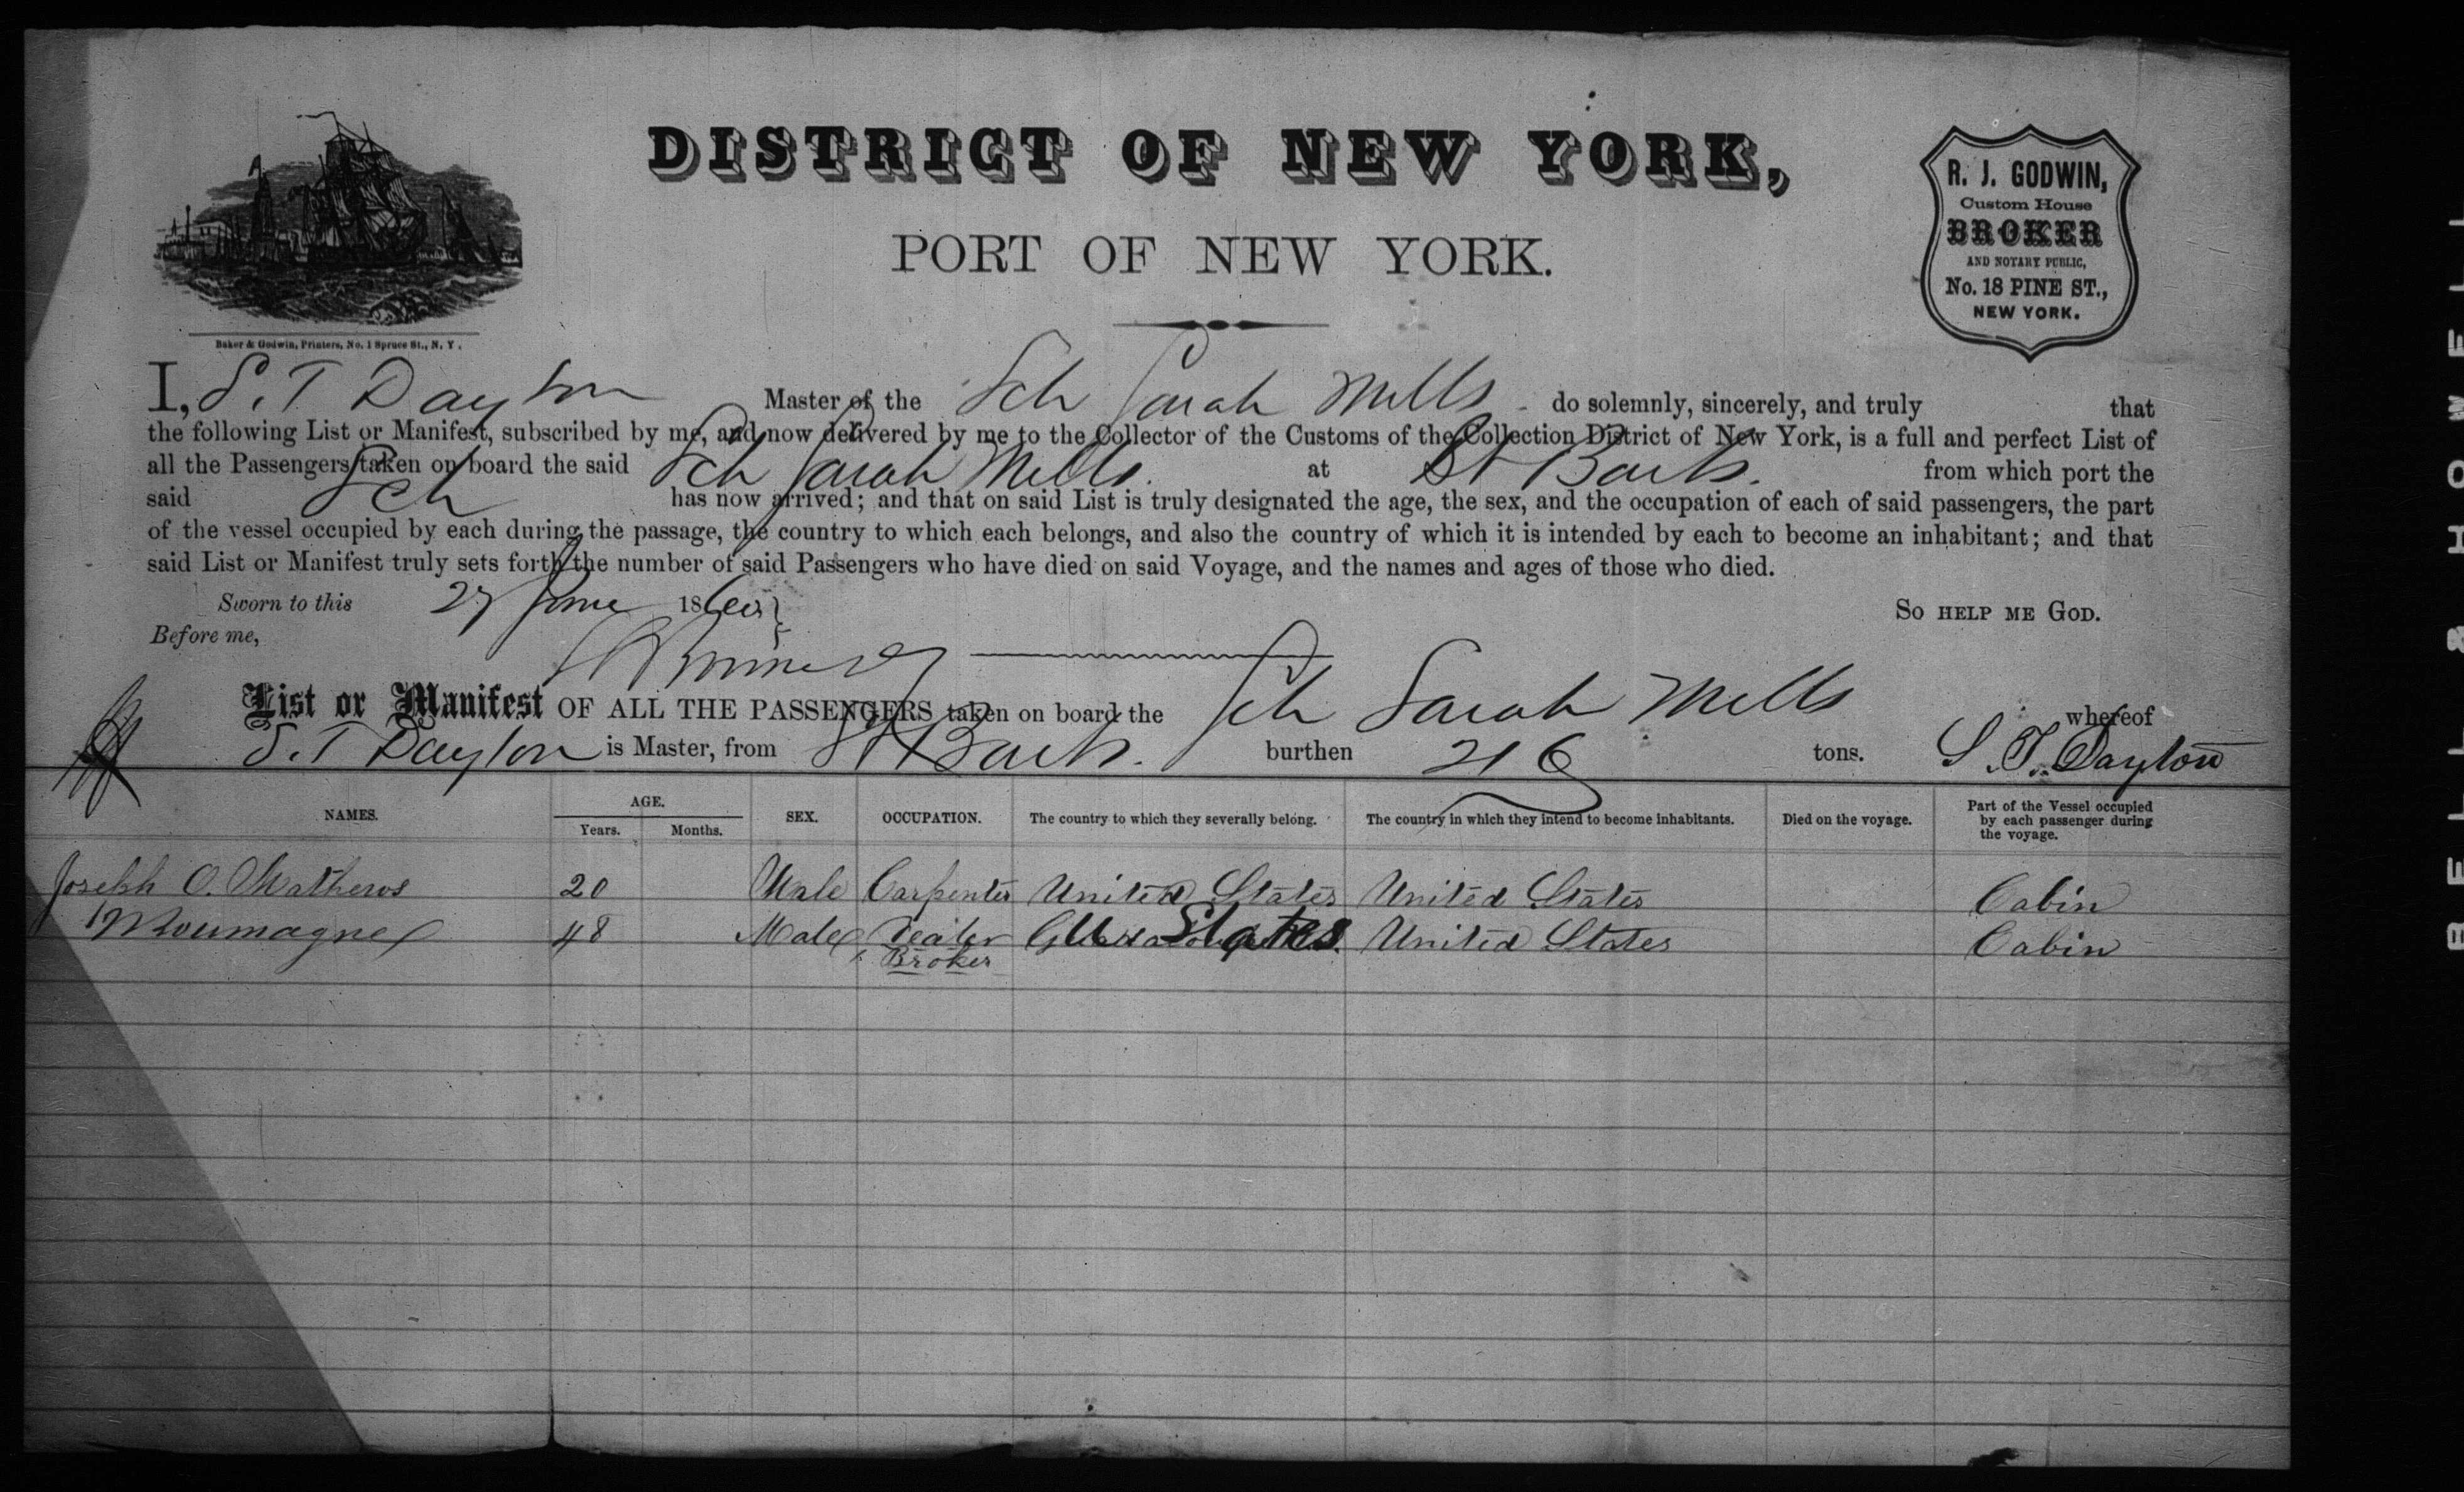 DISTRICT OF NEW YORK,
PORT OF NEW YORK.
R. J. GODWIN,
Custom House
BROKER
AND NOTARY PUBLIC,
No. 18 PINE ST.,
NEW YORK.
Baker & Godwin, Printers, No. 1 Spruce St., N. Y.
I, S. T Dayton Master of the Sch Sarah Mills do solemnly, sincerely, and truly that
the following List or Manifest, subscribed by me, and now delivered by me to the Collector of the Customs of the Collection District of New York, is a full and perfect List of
all the Passengers taken on board the said Sch Sarah Mills. at St Barts. from which port the
said Sch has now arrived; and that on said List is truly designated the age, the sex, and the occupation of each of said passengers, the part
of the vessel occupied by each during the passage, the country to which each belongs, and also the country of which it is intended by each to become an inhabitant; and that
said List or Manifest truly sets forth the number of said Passengers who have died on said Voyage, and the names and ages of those who died.
Sworn to this 27 June 186
So HELP ME GOD.
Before me,
List or Manifest OF ALL THE PASSENGERS taken on board the Sch Sarah Mills whereof
S. T Dayton is Master, from St Barts. burthen 216 tons. S. T. Dayton
NAMES. AGE. Years. Months. SEX. OCCUPATION. The country to which they severally belong. The country in which they intend to become inhabitants. Died on the voyage. Part of the Vessel occupied by each passenger during the voyage.
Joseph O. Mathews 20 Male Carpenter United States United States Cabin
48 Male Broker U States United States Cabin
BELL & HOWELL